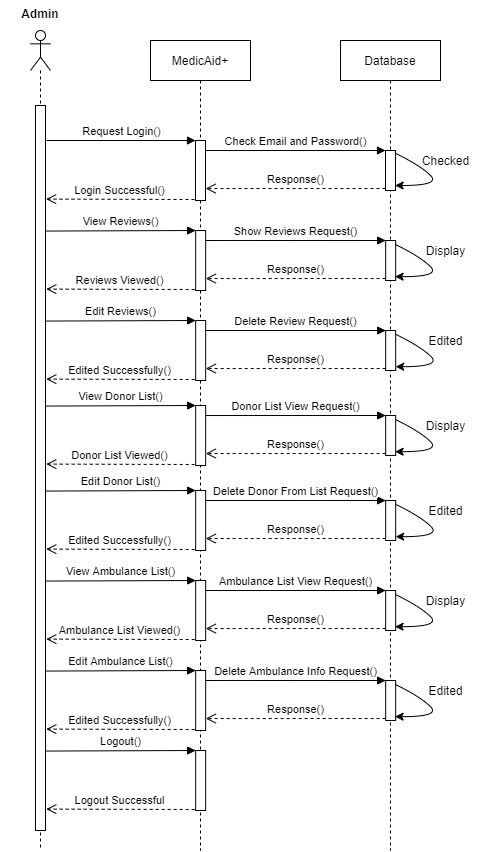 Admin
MedicAid+
Database
Request Login()
Check Email and Password()
Checked
Response()
Login Successful()
View Reviews()
Show Reviews Request()
Display
Response()
Reviews Viewed()
Edit Reviews()
Delete Review Request()
Edited
Response()
Edited Successfully()
View Donor List()
Donor List View Request()
Display
Response()
Donor List Viewed()
Edit Donor List()
Delete Donor From List Request()
Edited
Response()
Edited Successfully()
View Ambulance List()
Ambulance List View Request()
Display
Response()
Ambulance List Viewed()
Edit Ambulance List()
Delete Ambulance Info Request()
Edited
Response()
Edited Successfully()
Logout()
Logout Successful